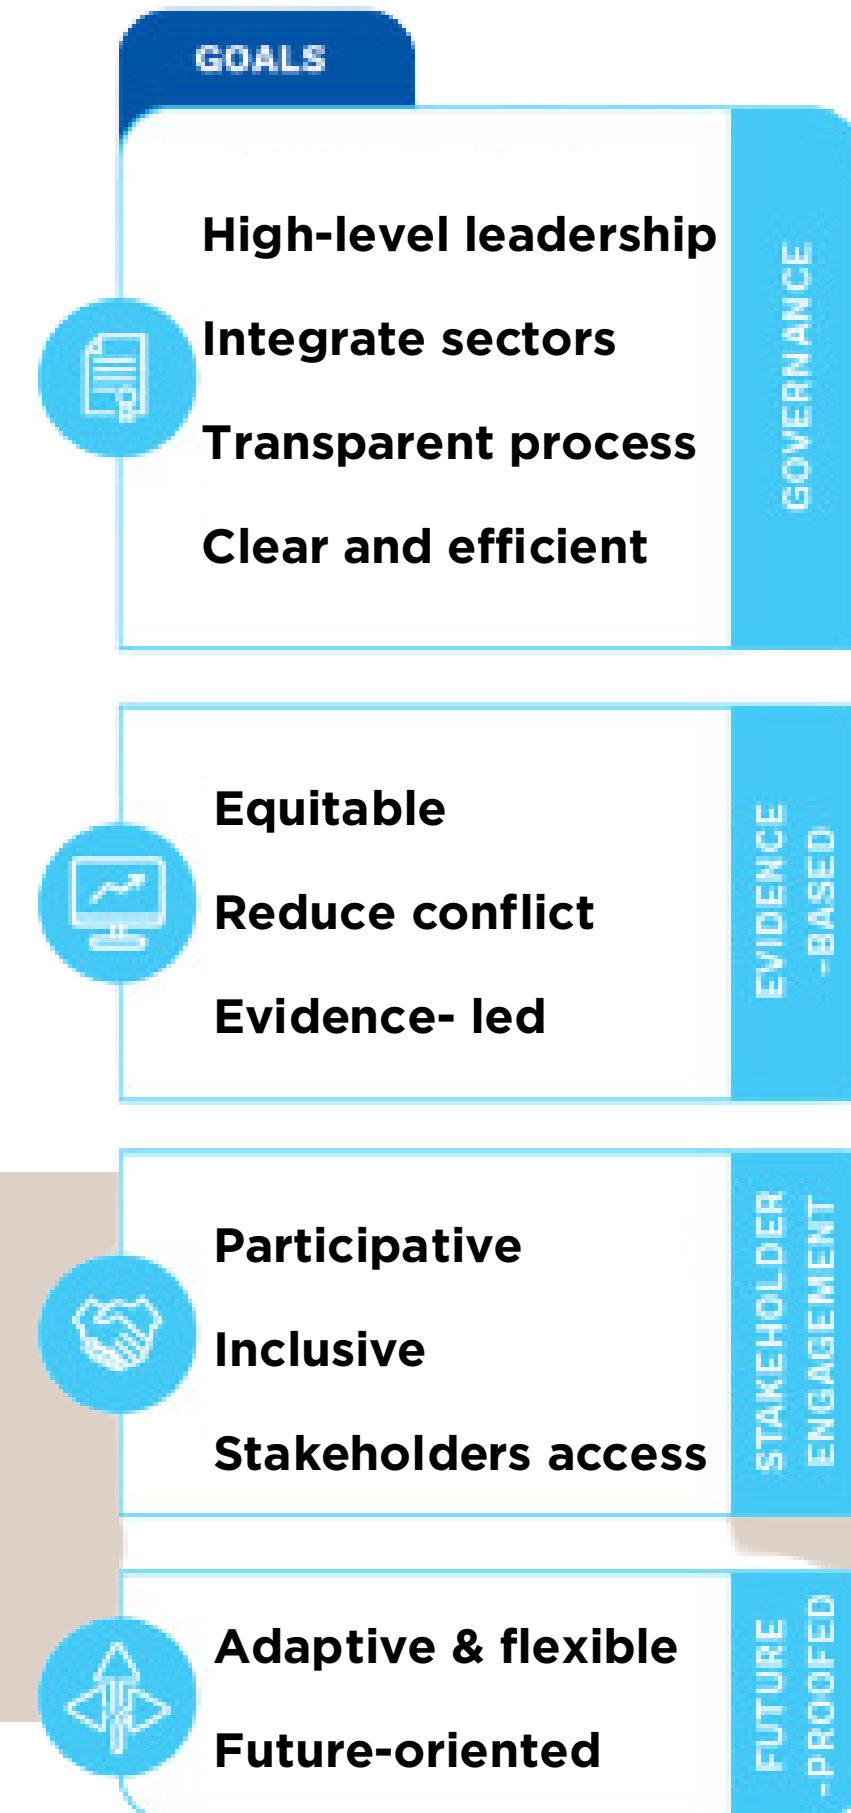 GOALS
High-level leadership
Integrate sectors
Transparent process
Clear and efficient
GOVERNANCE
Equitable
Reduce conflict
Evidence- led
EVIDENCE
-BASED
Participative
Inclusive
Stakeholders access
STAKEHOLDER
ENGAGEMENT
Adaptive & flexible
Future-oriented
FUTURE
-PROOFED